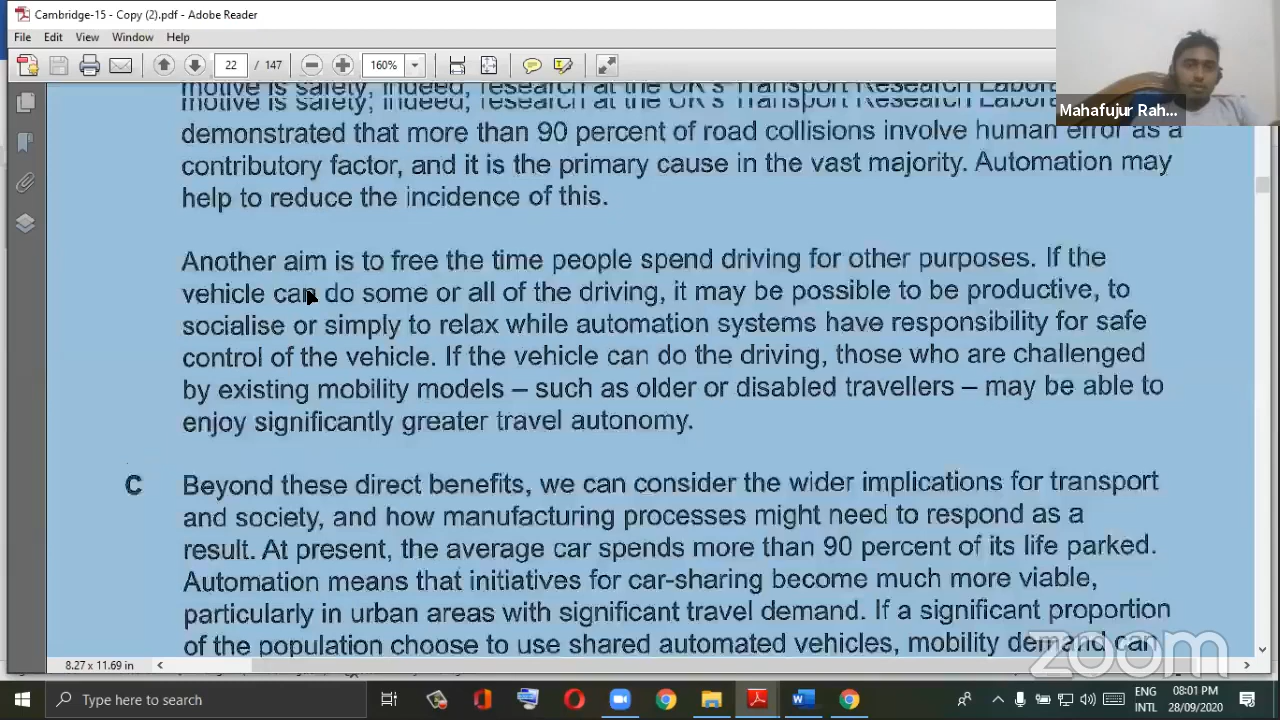 Cambridge-15 - Copy (2).pdf - Adobe Reader
File Edit View Window Help
22 / 147 160%
Mahafujur Rah...
motive is safety; indeed, research at the UK's Transport Research
demonstrated that more than 90 percent of road collisions involve human error as a
contributory factor, and it is the primary cause in the vast majority. Automation may
help to reduce the incidence of this.
Another aim is to free the time people spend driving for other purposes. If the
vehicle can do some or all of the driving, it may be possible to be productive, to
socialise or simply to relax while automation systems have responsibility for safe
control of the vehicle. If the vehicle can do the driving, those who are challenged
by existing mobility models – such as older or disabled travellers – may be able to
enjoy significantly greater travel autonomy.
C Beyond these direct benefits, we can consider the wider implications for transport
and society, and how manufacturing processes might need to respond as a
result. At present, the average car spends more than 90 percent of its life parked.
Automation means that initiatives for car-sharing become much more viable,
particularly in urban areas with significant travel demand. If a significant proportion
of the population choose to use shared automated vehicles, mobility demand can
zoom
8.27 x 11.69 in
Type here to search
ENG 08:01 PM
INTL 28/09/2020